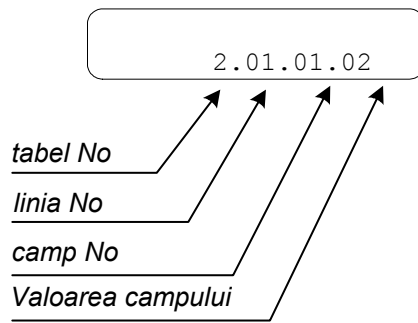 2.01.01.02
tabel No
linia No
camp No
Valoarea campului